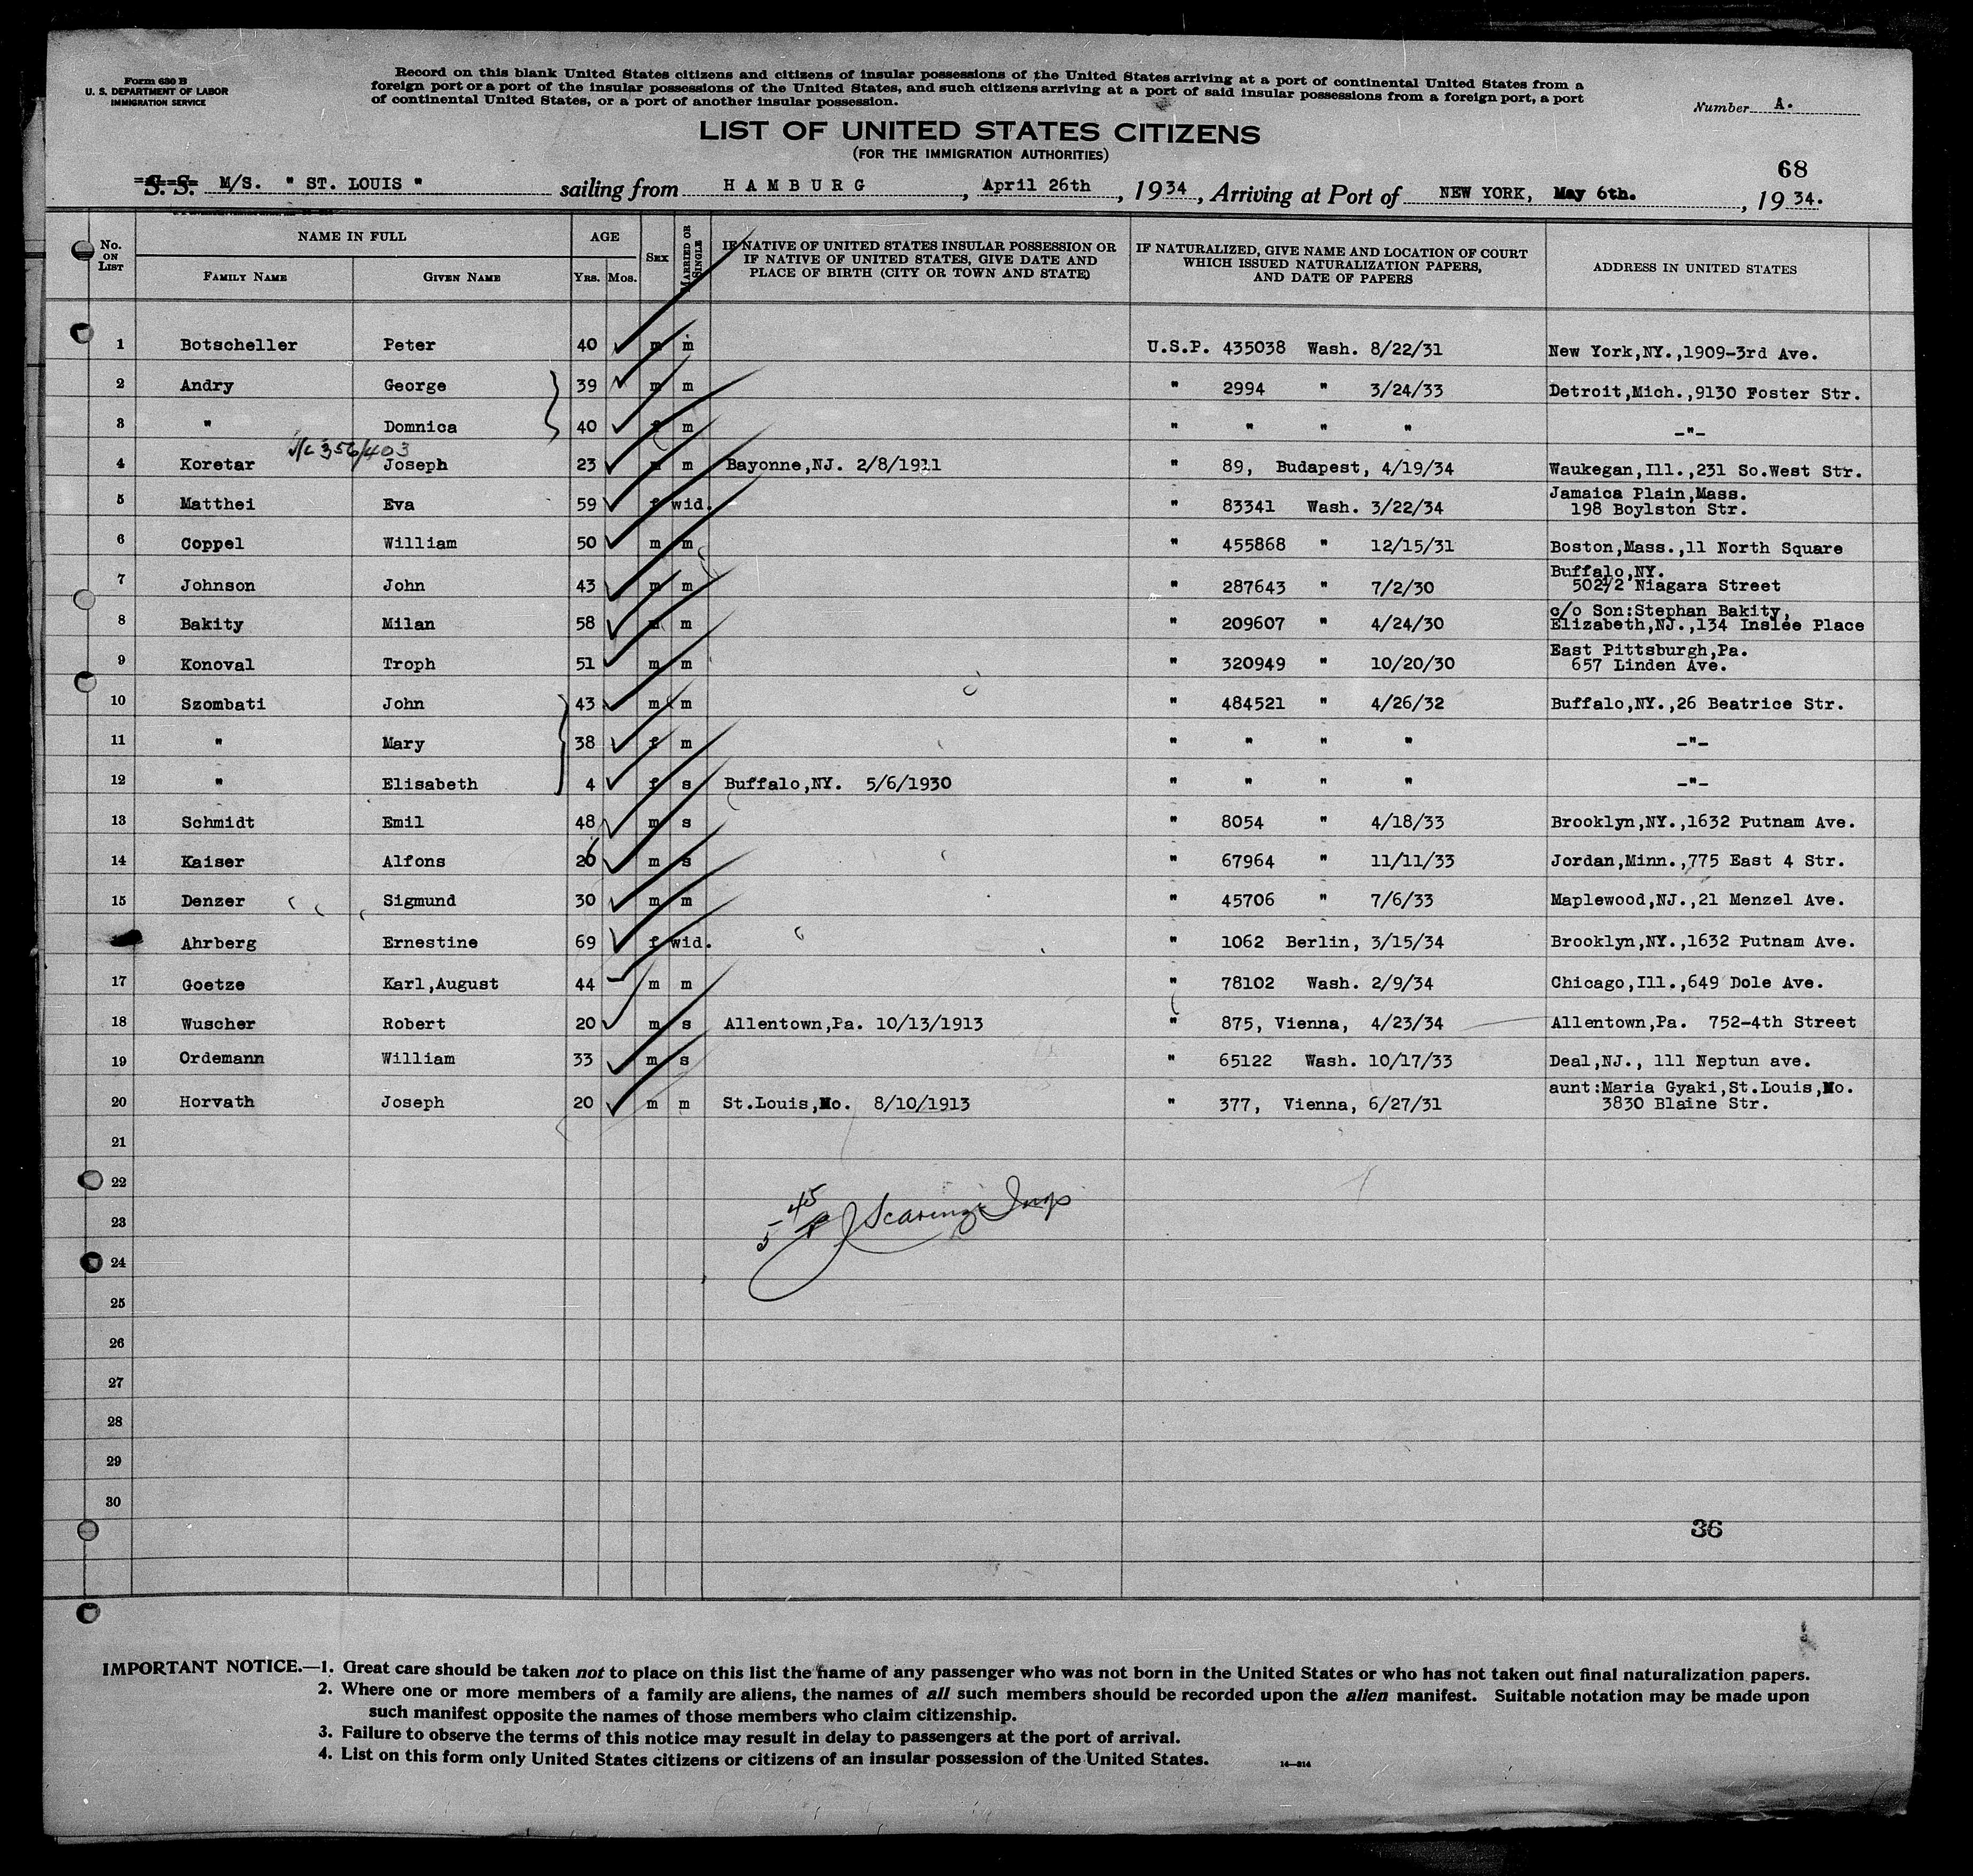 Form 630 B
U. S. DEPARTMENT OF LABOR
IMMIGRATION SERVICE
Record on this blank United States citizens and citizens of insular possessions of the United States arriving at a port of continental United States from a
foreign port or a port of the insular possessions of the United States, and such citizens arriving at a port of said insular possessions from a foreign port, a port
of continental United States, or a port of another insular possession.
Number A.
LIST OF UNITED STATES CITIZENS
(FOR THE IMMIGRATION AUTHORITIES)
68
S. S. M/S. " ST. LOUIS " sailing from HAMBURG, April 26th, 1934, Arriving at Port of NEW YORK, May 6th., 1934.
No. ON LIST
NAME IN FULL
FAMILY NAME
GIVEN NAME
AGE
YRS. MOS.
SEX
MARRIED OR SINGLE
IF NATIVE OF UNITED STATES INSULAR POSSESSION OR
IF NATIVE OF UNITED STATES, GIVE DATE AND
PLACE OF BIRTH (CITY OR TOWN AND STATE)
IF NATURALIZED, GIVE NAME AND LOCATION OF COURT
WHICH ISSUED NATURALIZATION PAPERS,
AND DATE OF PAPERS
ADDRESS IN UNITED STATES
1 Botscheller Peter 40 m m U.S.P. 435038 Wash. 8/22/31 New York,NY.,1909-3rd Ave.
2 Andry George 39 m m " 2994 " 3/24/33 Detroit,Mich.,9130 Foster Str.
3 " Domnica 40 f m " " " " -"-
356/403
4 Koretar Joseph 23 m m Bayonne,NJ. 2/8/1911 " 89, Budapest, 4/19/34 Waukegan,Ill.,231 So.West Str.
5 Matthei Eva 59 f wid. " 83341 Wash. 3/22/34 Jamaica Plain,Mass.
198 Boylston Str.
6 Coppel William 50 m m " 455868 " 12/15/31 Boston,Mass.,11 North Square
7 Johnson John 43 m m " 287643 " 7/2/30 Buffalo,NY.
502½ Niagara Street
8 Bakity Milan 58 m m " 209607 " 4/24/30 c/o Son:Stephan Bakity,
Elizabeth,NJ.,134 Inslee Place
9 Konoval Troph 51 m m " 320949 " 10/20/30 East Pittsburgh,Pa.
657 Linden Ave.
10 Szombati John 43 m m " 484521 " 4/26/32 Buffalo,NY.,26 Beatrice Str.
11 " Mary 38 f m " " " " -"-
12 " Elisabeth 4 f s Buffalo,NY. 5/6/1930 " " " " -"-
13 Schmidt Emil 48 m s " 8054 " 4/18/33 Brooklyn,NY.,1632 Putnam Ave.
14 Kaiser Alfons 26 m s " 67964 " 11/11/33 Jordan,Minn.,775 East 4 Str.
15 Denzer Sigmund 30 m m " 45706 " 7/6/33 Maplewood,NJ.,21 Menzel Ave.
Ahrberg Ernestine 69 f wid. " 1062 Berlin, 3/15/34 Brooklyn,NY.,1632 Putnam Ave.
17 Goetze Karl,August 44 m m " 78102 Wash. 2/9/34 Chicago,Ill.,649 Dole Ave.
18 Wuscher Robert 20 m s Allentown,Pa. 10/13/1913 " 875, Vienna, 4/23/34 Allentown,Pa. 752-4th Street
19 Ordemann William 33 m s " 65122 Wash. 10/17/33 Deal,NJ., 111 Neptun ave.
20 Horvath Joseph 20 m m St.Louis,Mo. 8/10/1913 " 377, Vienna, 6/27/31 aunt:Maria Gyaki,St.Louis,Mo.
3830 Blaine Str.
21
22
23
24
25
26
27
28
29
30
36
IMPORTANT NOTICE.—1. Great care should be taken not to place on this list the name of any passenger who was not born in the United States or who has not taken out final naturalization papers.
2. Where one or more members of a family are aliens, the names of all such members should be recorded upon the alien manifest. Suitable notation may be made upon
such manifest opposite the names of those members who claim citizenship.
3. Failure to observe the terms of this notice may result in delay to passengers at the port of arrival.
4. List on this form only United States citizens or citizens of an insular possession of the United States.
14—814